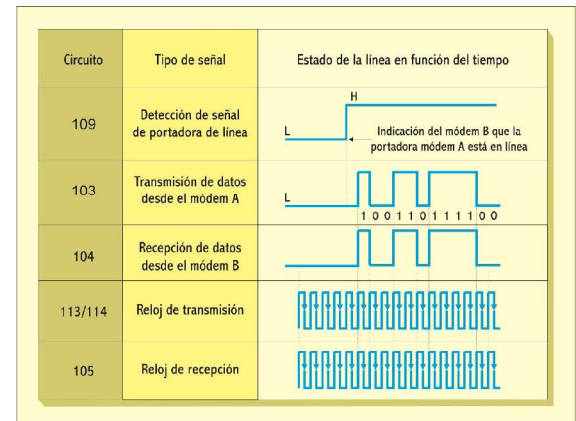 Circuito
Tipo de señal
Estado de la línea en función del tiempo
109
Detección de señal
de portadora de línea
H
L
Indicación del módem B que la
portadora módem A está en línea
103
Transmisión de datos
desde el módem A
L
1 0 0 1 1 0 1 1 1 1 0 0
104
Recepción de datos
desde el módem B
113/114
Reloj de transmisión
105
Reloj de recepción